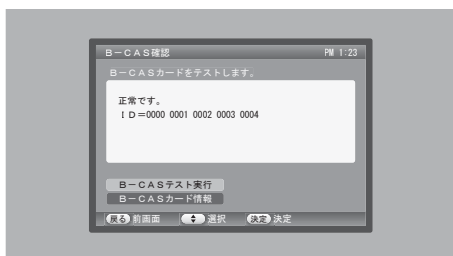 B－CAS確認 PM 1:23
B－CASカードをテストします。
正常です。
ID＝0000 0001 0002 0003 0004
B－CASテスト実行
B－CASカード情報
戻る 前画面 選択 決定 決定